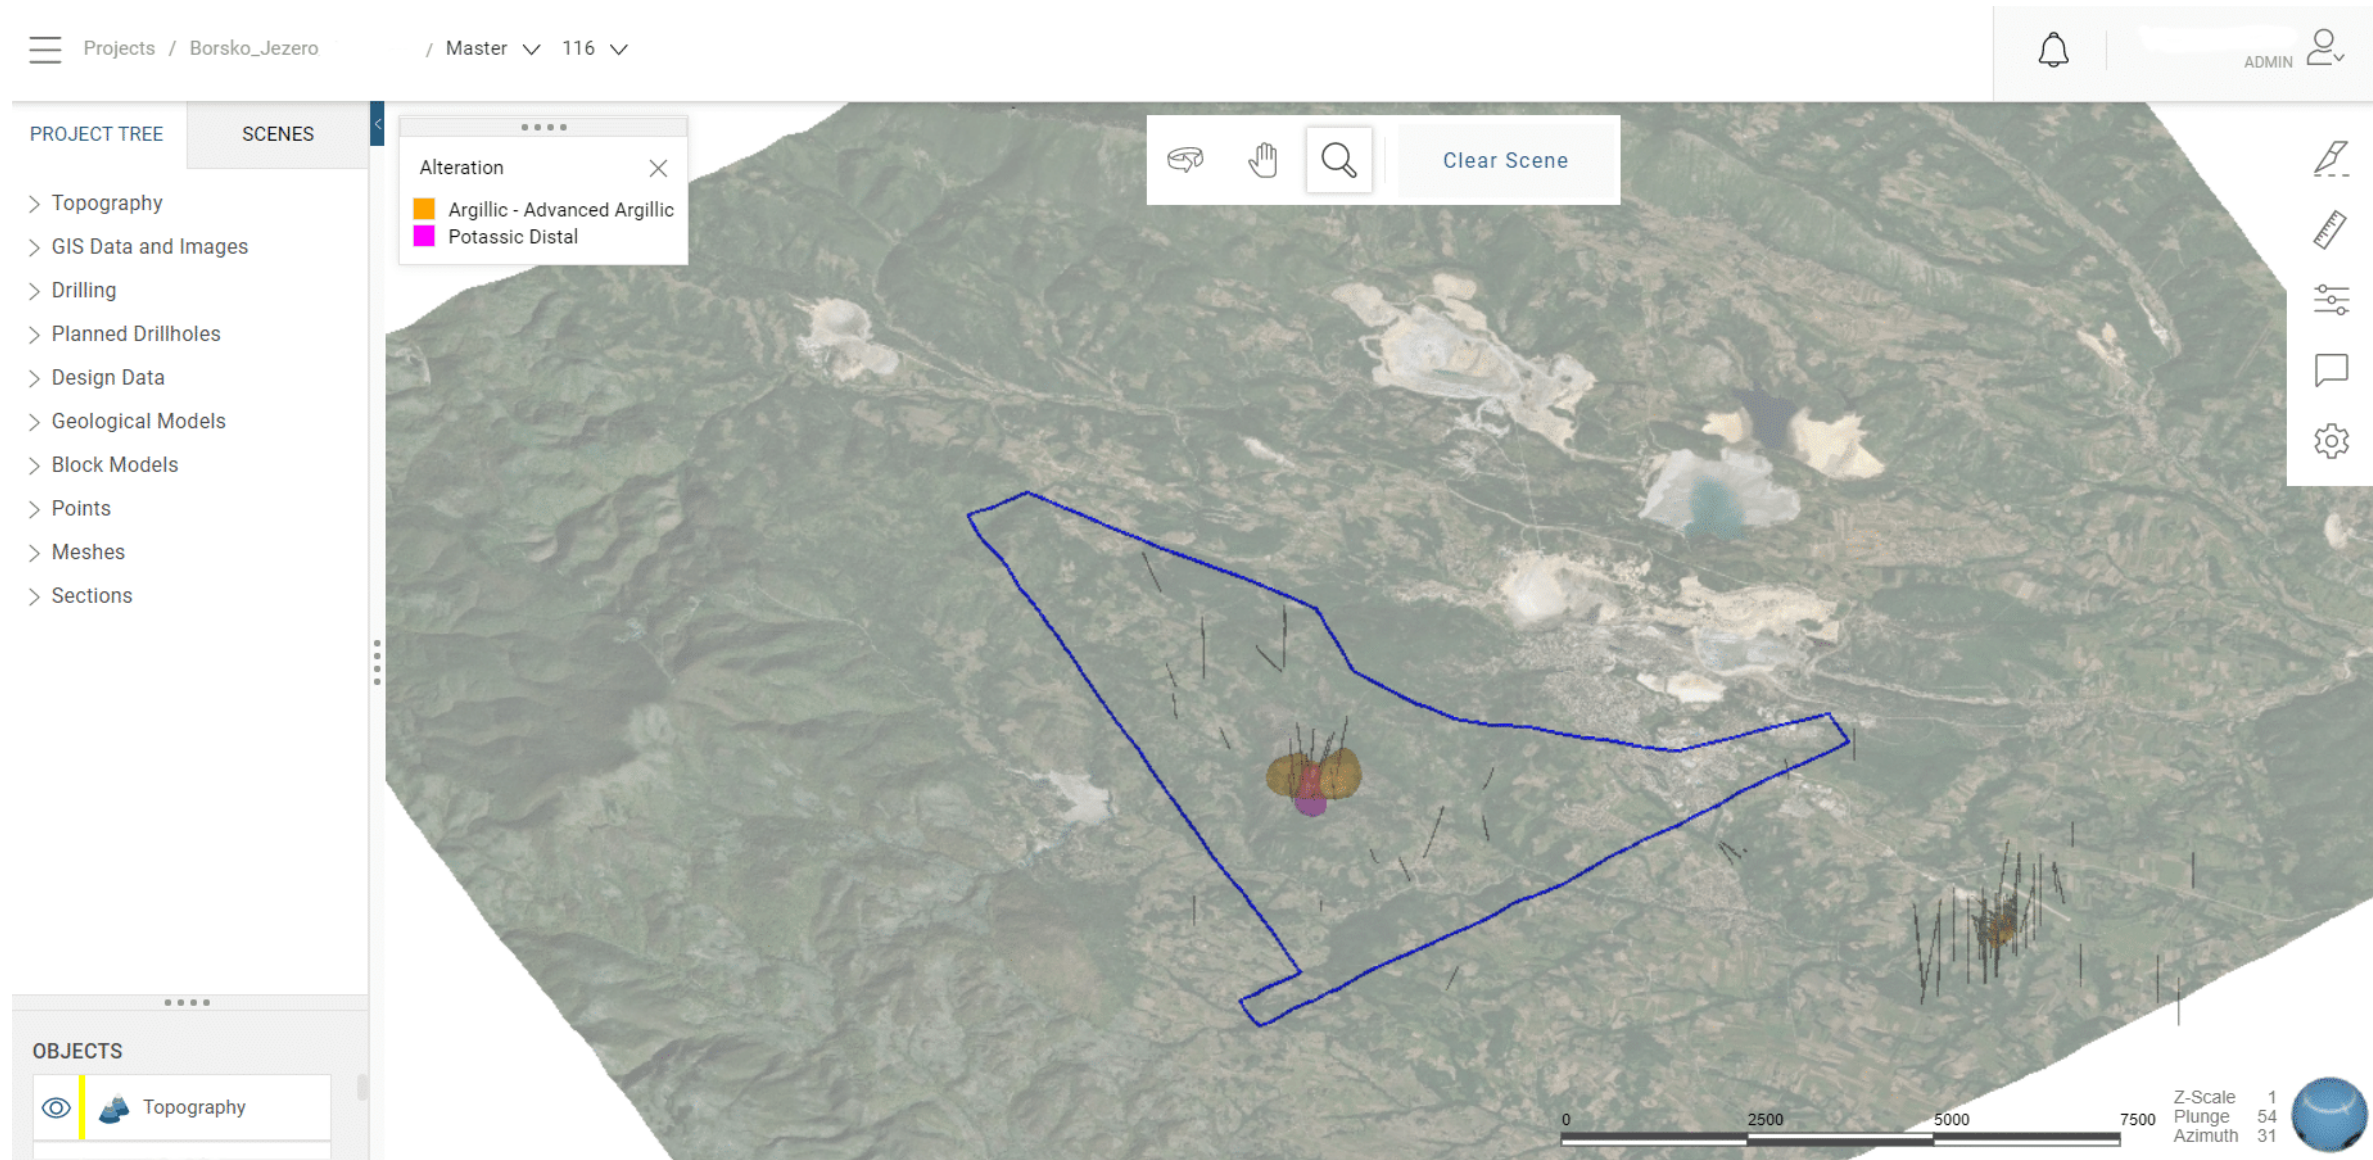 Projects / Borsko_Jezero / Master 116
ADMIN
PROJECT TREE SCENES
Topography
GIS Data and Images
Drilling
Planned Drillholes
Design Data
Geological Models
Block Models
Points
Meshes
Sections
OBJECTS
Topography
Alteration
Argillic - Advanced Argillic
Potassic Distal
Clear Scene
0 2500 5000 7500
Z-Scale 1
Plunge 54
Azimuth 31